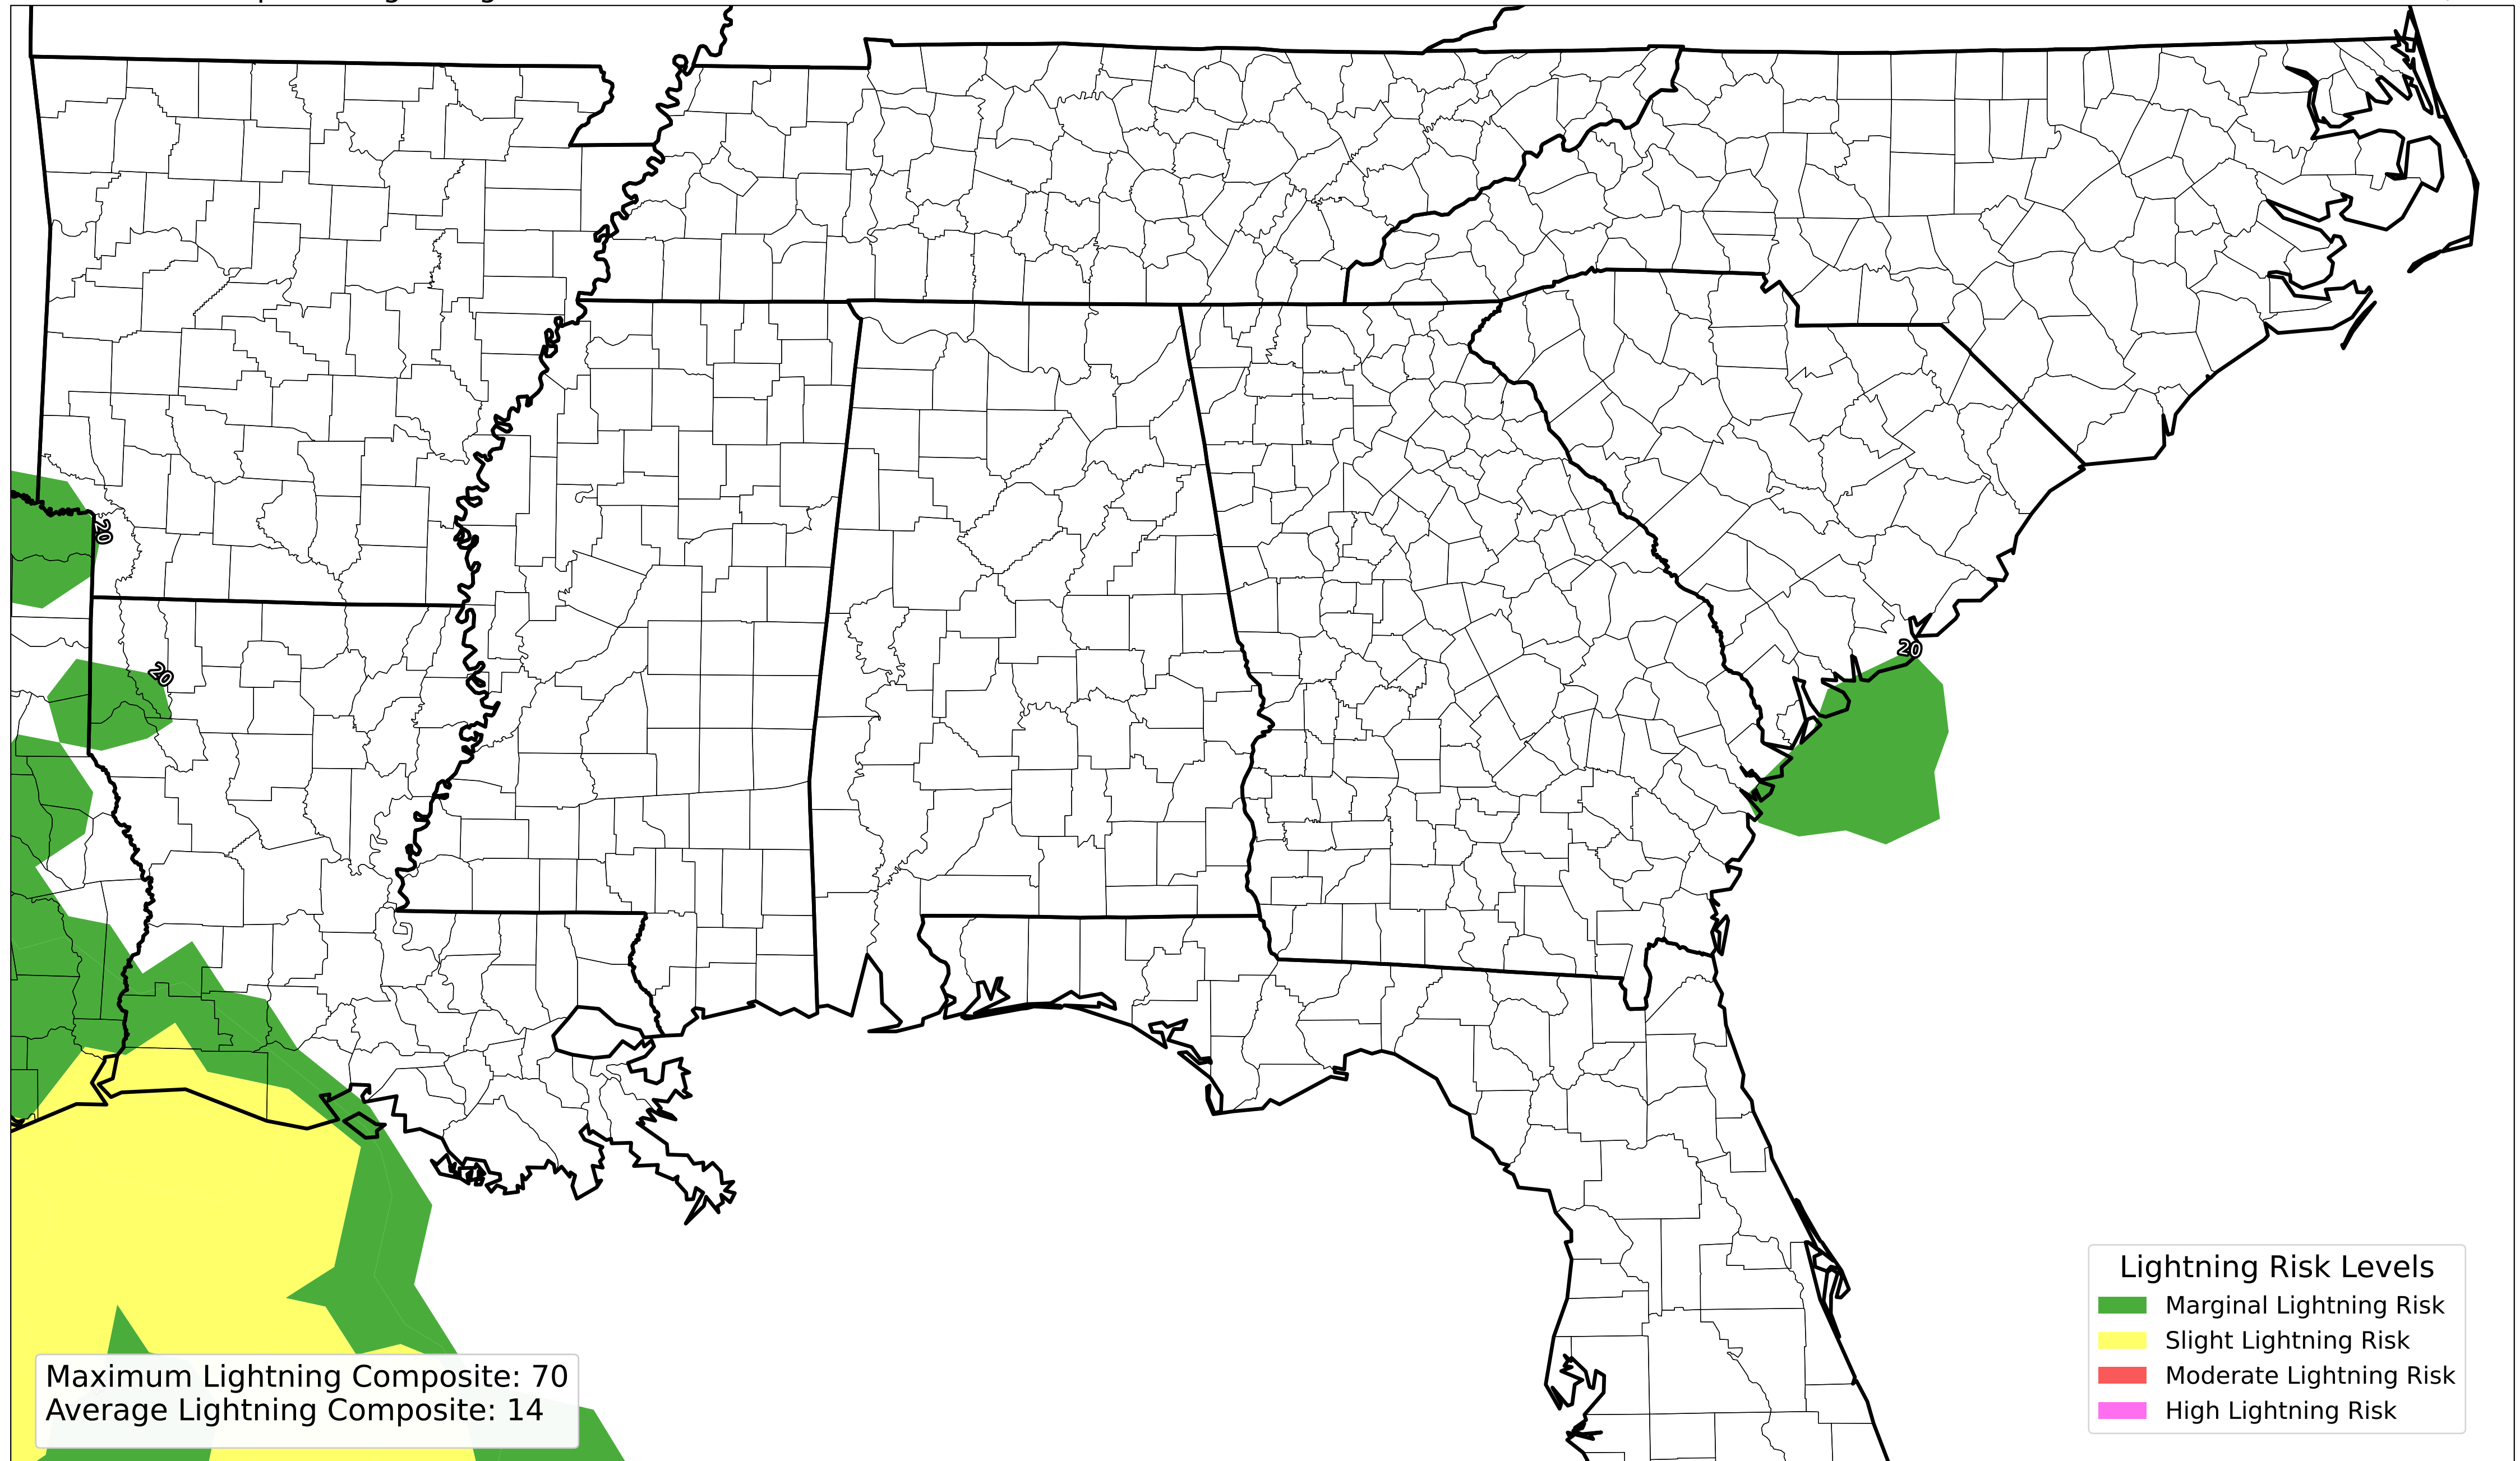 20
20
20
Lightning Risk Levels
Marginal Lightning Risk
Slight Lightning Risk
Moderate Lightning Risk
High Lightning Risk
Maximum Lightning Composite: 70
Average Lightning Composite: 14